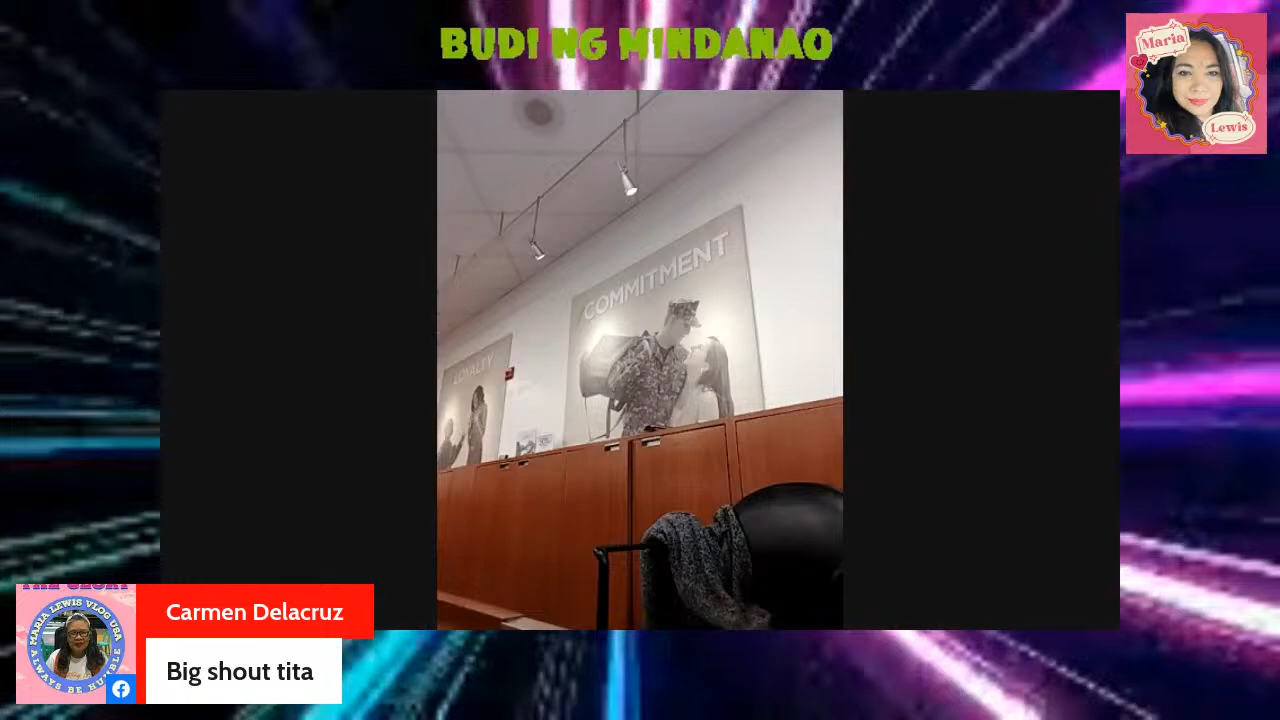 BUDI NG MINDANAO
Maria
Lewis
COMMITMENT
LOYALTY
MARIA LEWIS VLOG USA
ALWAYS BE HUMBLE
Carmen Delacruz
Big shout tita